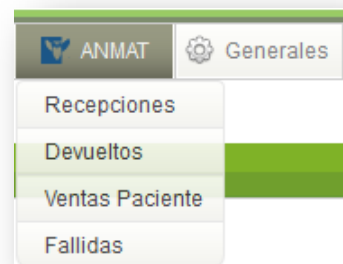 ANMAT Generales
Recepciones
Devueltos
Ventas Paciente
Fallidas